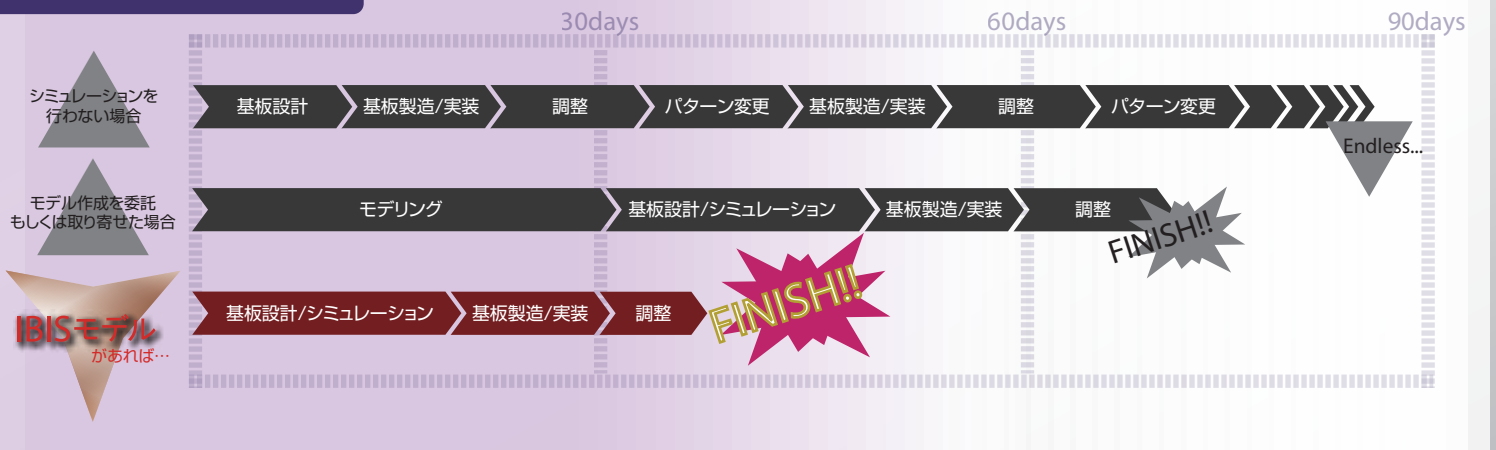 30days
60days
90days
シミュレーションを
行わない場合
基板設計
基板製造/実装
調整
パターン変更
基板製造/実装
調整
パターン変更
Endless...
モデル作成を委託
もしくは取り寄せた場合
モデリング
基板設計/シミュレーション
基板製造/実装
調整
FINISH!!
IBISモデル
があれば…
基板設計/シミュレーション
基板製造/実装
調整
FINISH!!